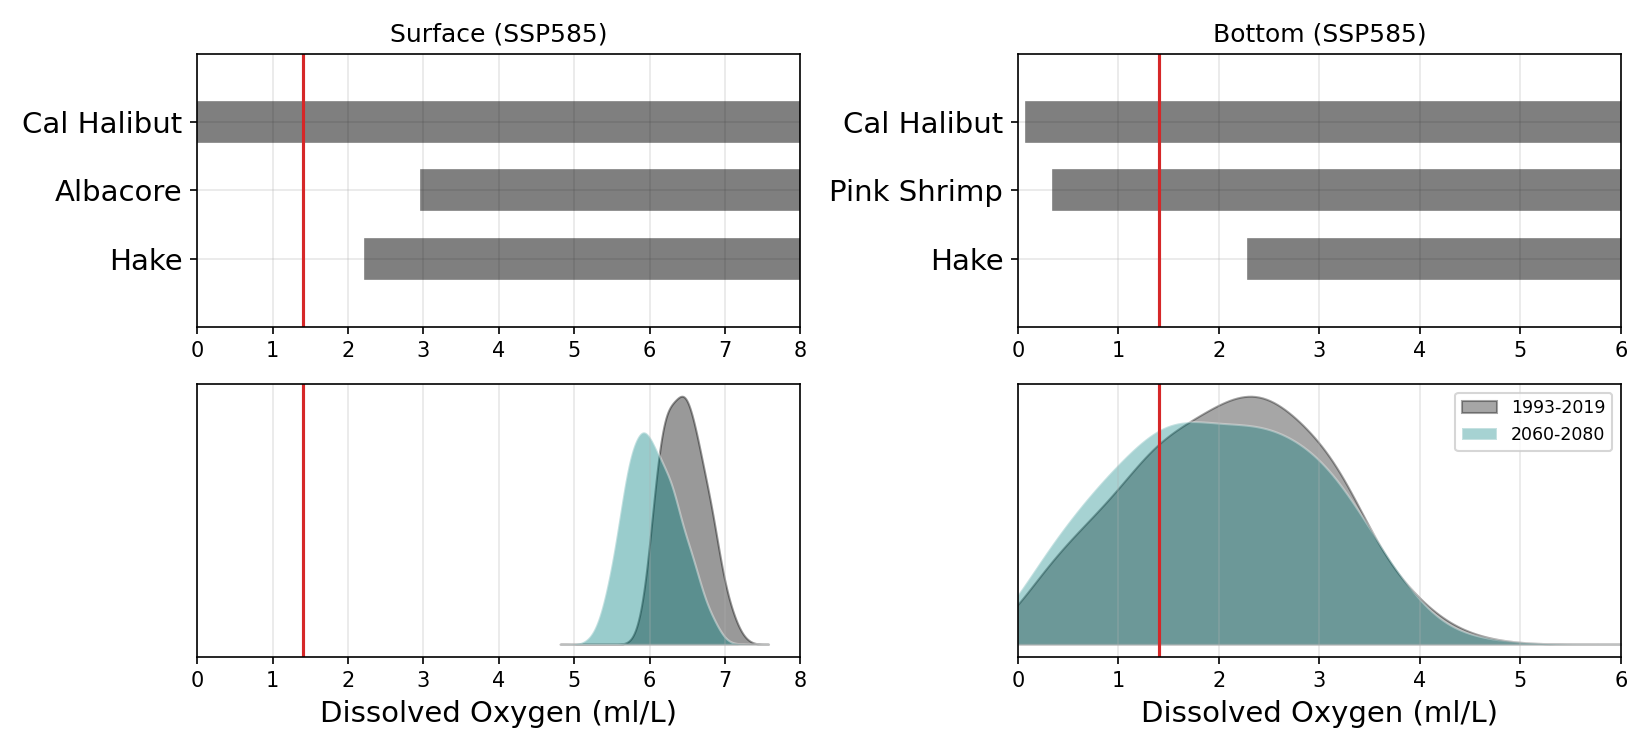 Surface (SSP585)
Cal Halibut
Albacore
Hake
0 1 2 3 4 5 6 7 8
Bottom (SSP585)
Cal Halibut
Pink Shrimp
Hake
0 1 2 3 4 5 6
0 1 2 3 4 5 6 7 8
Dissolved Oxygen (ml/L)
1993-2019
2060-2080
0 1 2 3 4 5 6
Dissolved Oxygen (ml/L)